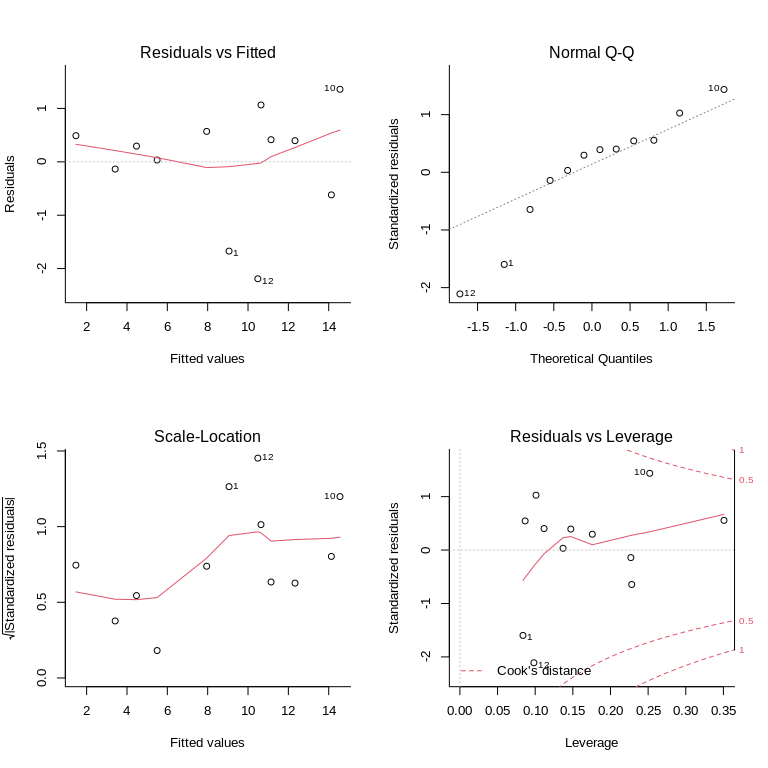 Residuals vs Fitted
Residuals
1
0
-1
-2
10
1
12
2 4 6 8 10 12 14
Fitted values
Normal Q-Q
Standardized residuals
1
0
-1
-2
10
1
12
-1.5 -1.0 -0.5 0.0 0.5 1.0 1.5
Theoretical Quantiles
Scale-Location
√|Standardized residuals|
1.5
1.0
0.5
0.0
12
1
10
2 4 6 8 10 12 14
Fitted values
Residuals vs Leverage
Standardized residuals
1
0
-1
-2
10
1
12
1
0.5
0.5
1
Cook's distance
0.00 0.05 0.10 0.15 0.20 0.25 0.30 0.35
Leverage